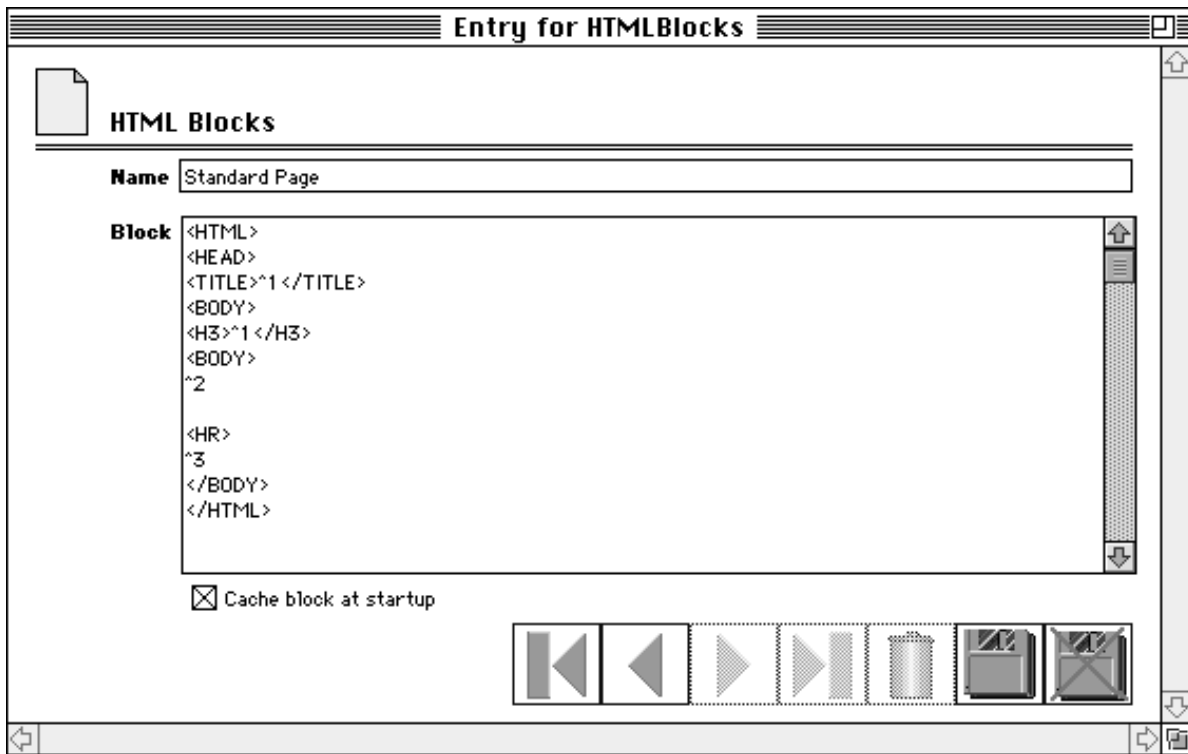 Entry for HTMLBlocks
HTML Blocks
Name Standard Page
Block <HTML>
<HEAD>
<TITLE>^1</TITLE>
<BODY>
<H3>^1</H3>
<BODY>
^2
<HR>
^3
</BODY>
</HTML>
Cache block at startup